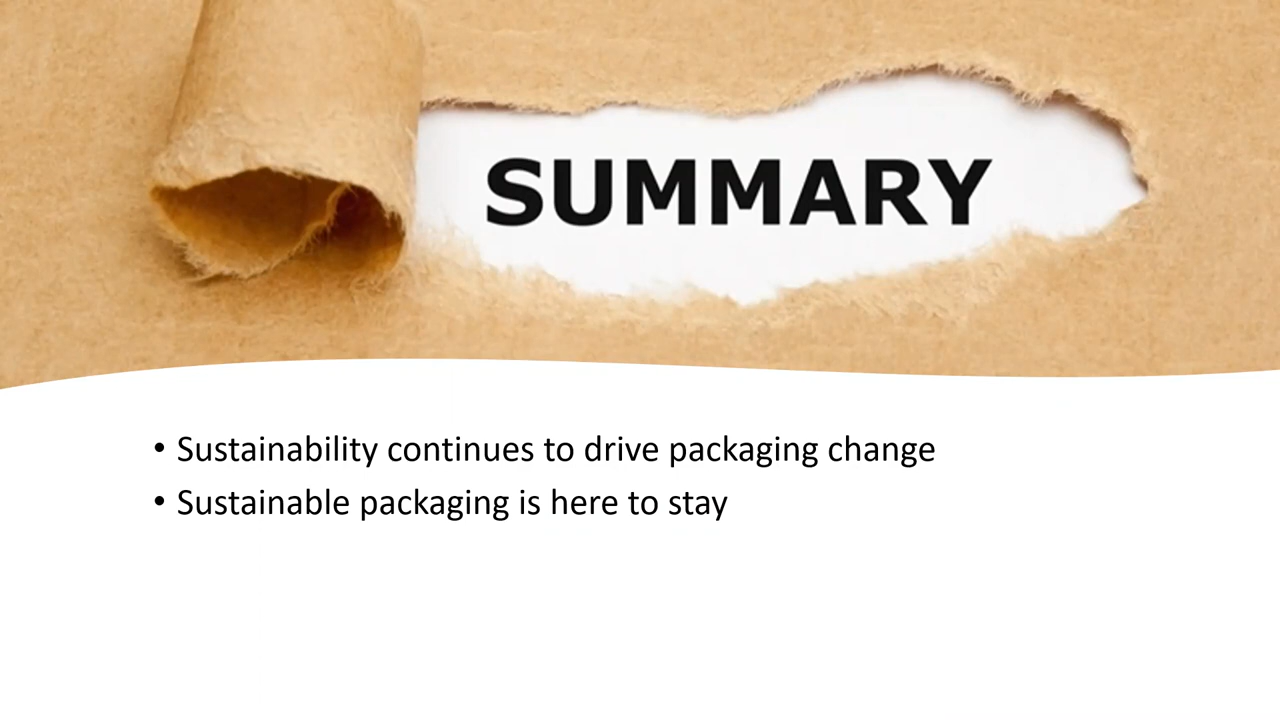 SUMMARY
• Sustainability continues to drive packaging change
• Sustainable packaging is here to stay